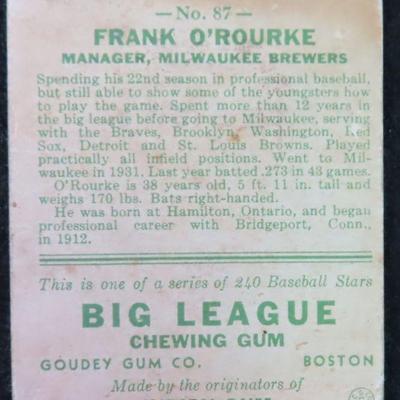 —No. 87—
FRANK O'ROURKE
MANAGER, MILWAUKEE BREWERS
Spending his 22nd season in professional baseball,
but still able to show some of the youngsters how
to play the game. Spent more than 12 years in
the big league before going to Milwaukee, serving
with the Braves, Brooklyn, Washington, Red
Sox, Detroit and St. Louis Browns. Played
practically all infield positions. Went to Mil-
waukee in 1931. Last year batted .273 in 43 games.
O'Rourke is 38 years old, 5 ft. 11 in. tall and
weighs 170 lbs. Bats right-handed.
He was born at Hamilton, Ontario, and began
professional career with Bridgeport, Conn.,
in 1912.
This is one of a series of 240 Baseball Stars
BIG LEAGUE
CHEWING GUM
GOUDEY GUM CO. BOSTON
Made by the originators of